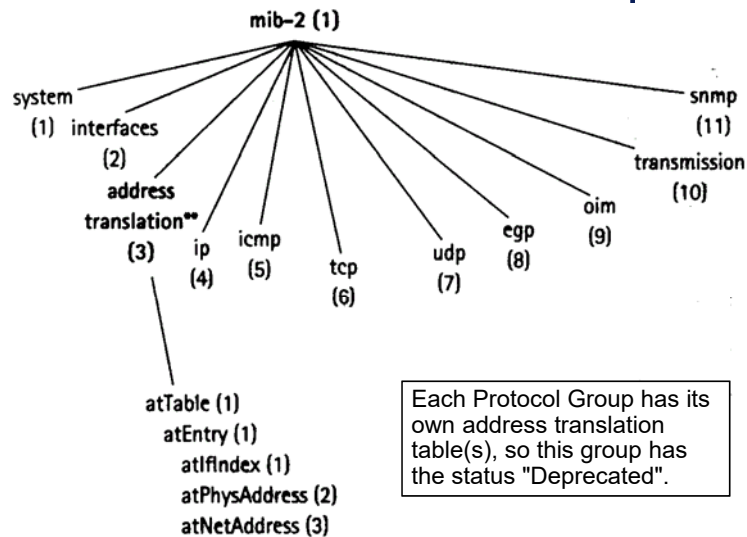 mib-2 (1)
system
(1)
interfaces
(2)
address
translation**
(3)
ip
(4)
icmp
(5)
tcp
(6)
udp
(7)
egp
(8)
oim
(9)
transmission
(10)
snmp
(11)
atTable (1)
atEntry (1)
atIfIndex (1)
atPhysAddress (2)
atNetAddress (3)
Each Protocol Group has its
own address translation
table(s), so this group has
the status "Deprecated".